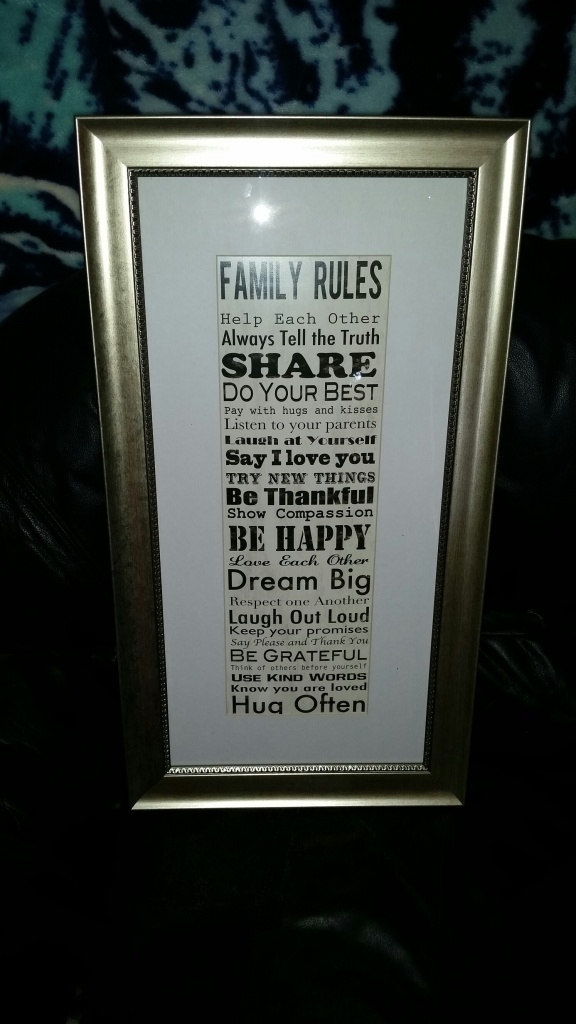 FAMILY RULES
Help Each Other
Always Tell the Truth
SHARE
DO YOUR BEST
Pay with hugs and kisses
Listen to your parents
Laugh at Yourself
Say I love you
TRY NEW THINGS
Be Thankful
Show Compassion
BE HAPPY
Love Each Other
Dream Big
Respect one Another
Laugh Out Loud
Keep your promises
Say Please and Thank You
BE GRATEFUL
Think of others before yourself
USE KIND WORDS
Know you are loved
Hug Often